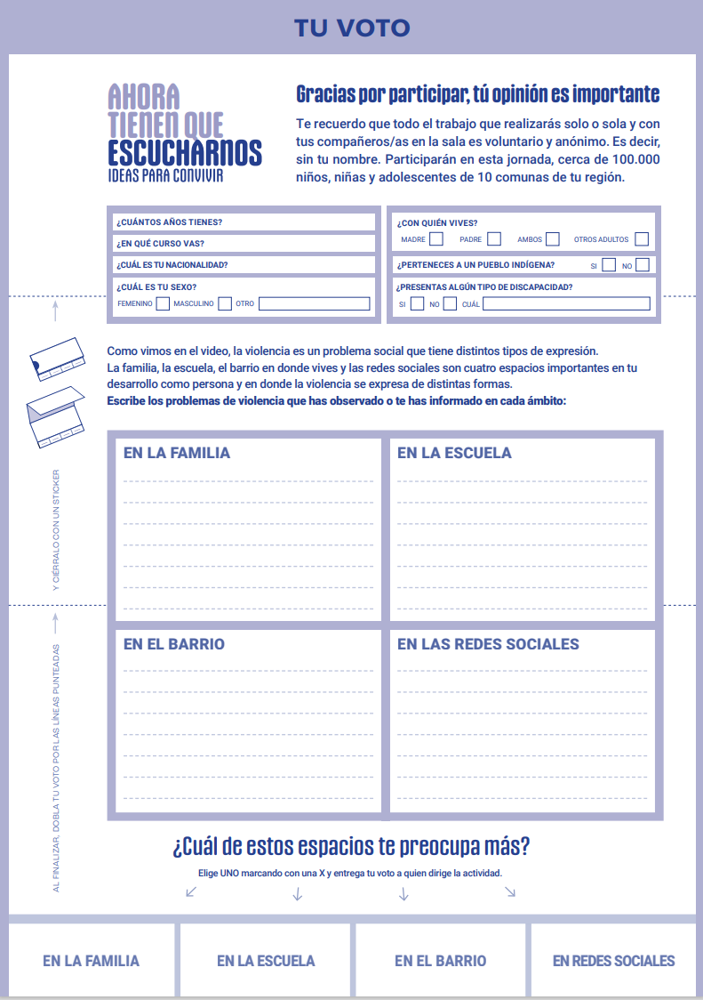 TU VOTO
AHORA
TIENEN QUE
ESCUCHARNOS
IDEAS PARA CONVIVIR
Gracias por participar, tú opinión es importante
Te recuerdo que todo el trabajo que realizarás solo o sola y con
tus compañeros/as en la sala es voluntario y anónimo. Es decir,
sin tu nombre. Participarán en esta jornada, cerca de 100.000
niños, niñas y adolescentes de 10 comunas de tu región.
¿CUÁNTOS AÑOS TIENES?
¿EN QUÉ CURSO VAS?
¿CUÁL ES TU NACIONALIDAD?
¿CUÁL ES TU SEXO?
FEMENINO MASCULINO OTRO
¿CON QUIÉN VIVES?
MADRE PADRE AMBOS OTROS ADULTOS
¿PERTENECES A UN PUEBLO INDÍGENA? SI NO
¿PRESENTAS ALGÚN TIPO DE DISCAPACIDAD?
SI NO CUÁL
Como vimos en el video, la violencia es un problema social que tiene distintos tipos de expresión.
La familia, la escuela, el barrio en donde vives y las redes sociales son cuatro espacios importantes en tu
desarrollo como persona y en donde la violencia se expresa de distintas formas.
Escribe los problemas de violencia que has observado o te has informado en cada ámbito:
EN LA FAMILIA
EN LA ESCUELA
EN EL BARRIO
EN LAS REDES SOCIALES
AL FINALIZAR, DOBLA TU VOTO POR LAS LÍNEAS PUNTEADAS
Y CIÉRRALO CON UN STICKER
¿Cuál de estos espacios te preocupa más?
Elige UNO marcando con una X y entrega tu voto a quien dirige la actividad.
EN LA FAMILIA
EN LA ESCUELA
EN EL BARRIO
EN REDES SOCIALES